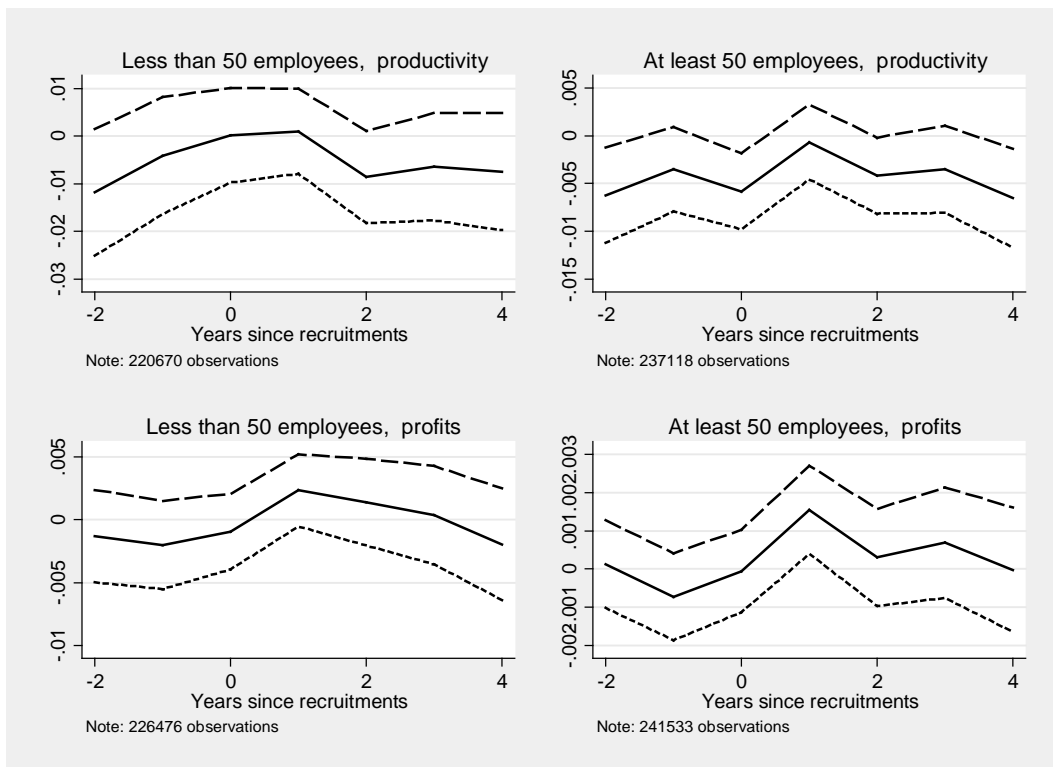 Less than 50 employees, productivity
.01
0
-.01
-.02
-.03
-2 0 2 4
Years since recruitments
Note: 220670 observations
At least 50 employees, productivity
.005
0
-.005
-.01
-.015
-2 0 2 4
Years since recruitments
Note: 237118 observations
Less than 50 employees, profits
.005
0
-.005
-.01
-2 0 2 4
Years since recruitments
Note: 226476 observations
At least 50 employees, profits
-.002.001 0 .001.002.003
-2 0 2 4
Years since recruitments
Note: 241533 observations